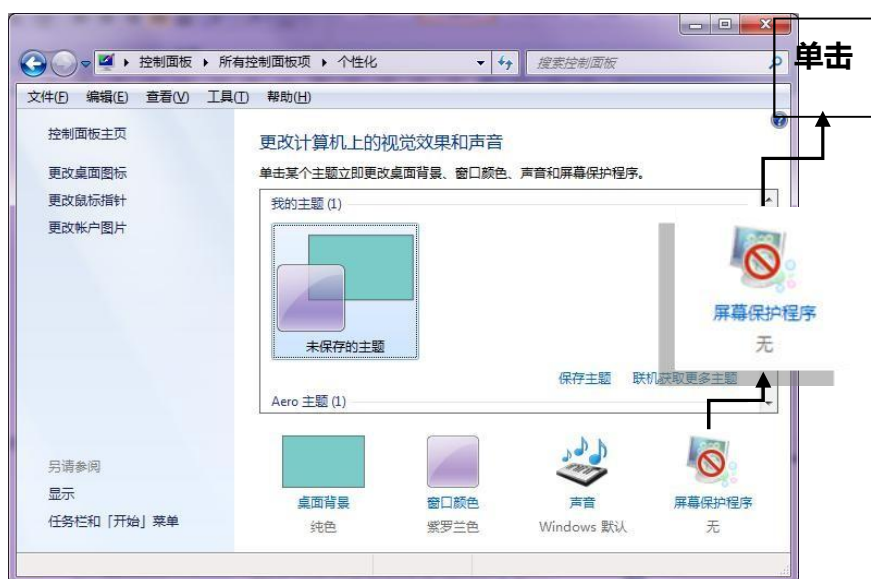 控制面板 ▸ 所有控制面板项 ▸ 个性化
搜索控制面板
单击
文件(F) 编辑(E) 查看(V) 工具(T) 帮助(H)
控制面板主页
更改桌面图标
更改鼠标指针
更改帐户图片
更改计算机上的视觉效果和声音
单击某个主题立即更改桌面背景、窗口颜色、声音和屏幕保护程序。
我的主题 (1)
未保存的主题
屏幕保护程序
无
保存主题 联机获取更多主题
Aero 主题 (1)
另请参阅
显示
任务栏和「开始」菜单
桌面背景
纯色
窗口颜色
紫罗兰色
声音
Windows 默认
屏幕保护程序
无